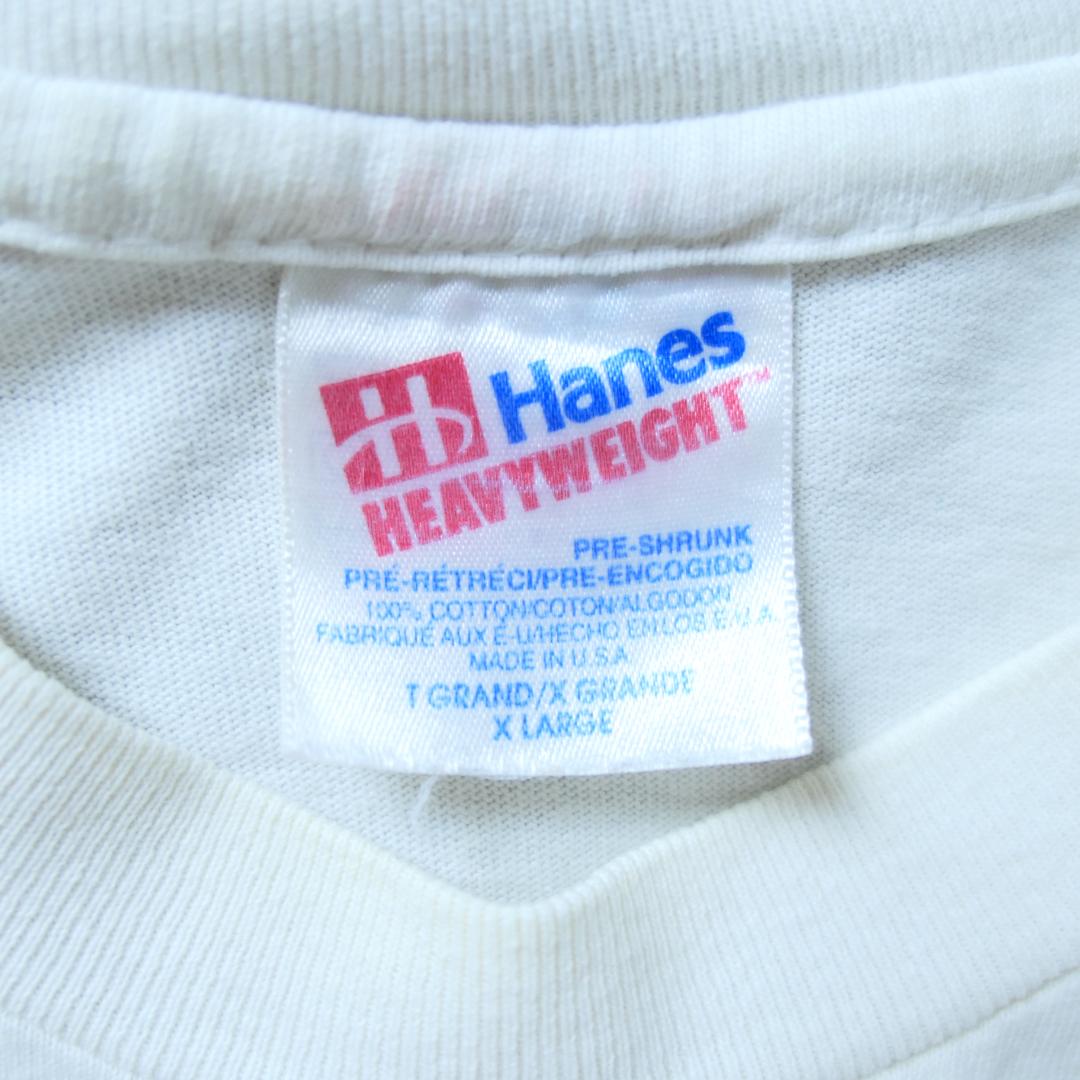 Hanes
HEAVYWEIGHT™
PRE-SHRUNK
PRÉ-RÉTRÉCI/PRE-ENCOGIDO
100% COTTON/COTON/ALGODON
FABRIQUÉ AUX É-U/HECHO EN LOS E.U.A.
MADE IN U.S.A.
T GRAND/X GRANDE
X LARGE